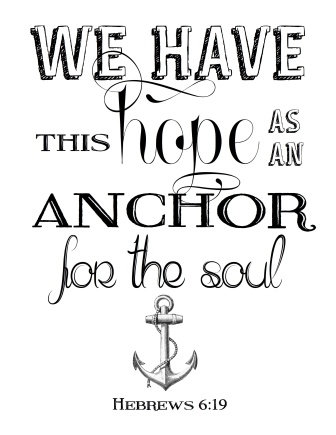 WE HAVE
THIS hope AS AN
ANCHOR
for the soul
HEBREWS 6:19